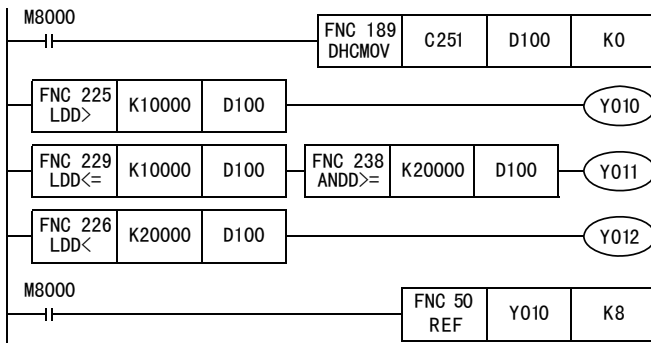 M8000
FNC 189
DHCMOV
C251
D100
K0
FNC 225
LDD>
K10000
D100
Y010
FNC 229
LDD<=
K10000
D100
FNC 238
ANDD>=
K20000
D100
Y011
FNC 226
LDD<
K20000
D100
Y012
M8000
FNC 50
REF
Y010
K8